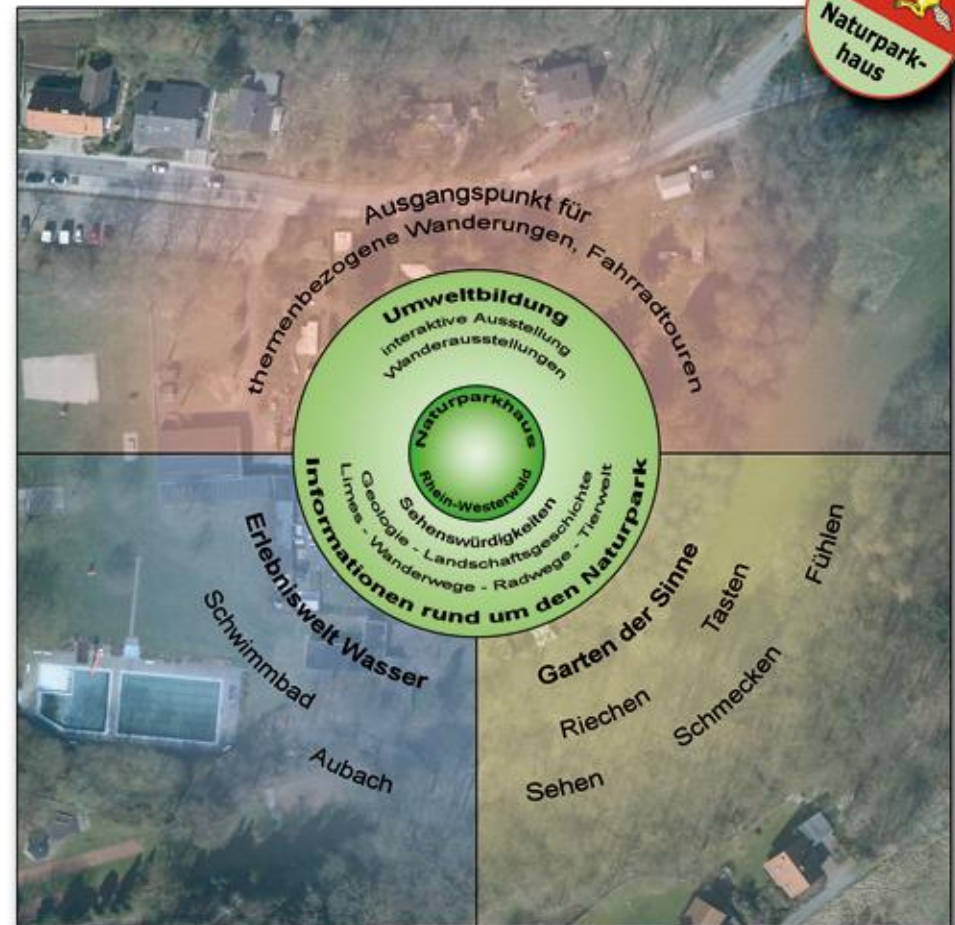 Naturpark-
haus
Ausgangspunkt für
themenbezogene Wanderungen, Fahrradtouren
Umweltbildung
interaktive Ausstellung
Wanderausstellungen
Naturparkhaus
Rhein-Westerwald
Sehenswürdigkeiten
Geologie - Landschaftsgeschichte
Limes - Wanderwege - Radwege - Tierwelt
Informationen rund um den Naturpark
Erlebniswelt Wasser
Schwimmbad
Aubach
Garten der Sinne
Tasten
Fühlen
Riechen
Schmecken
Sehen